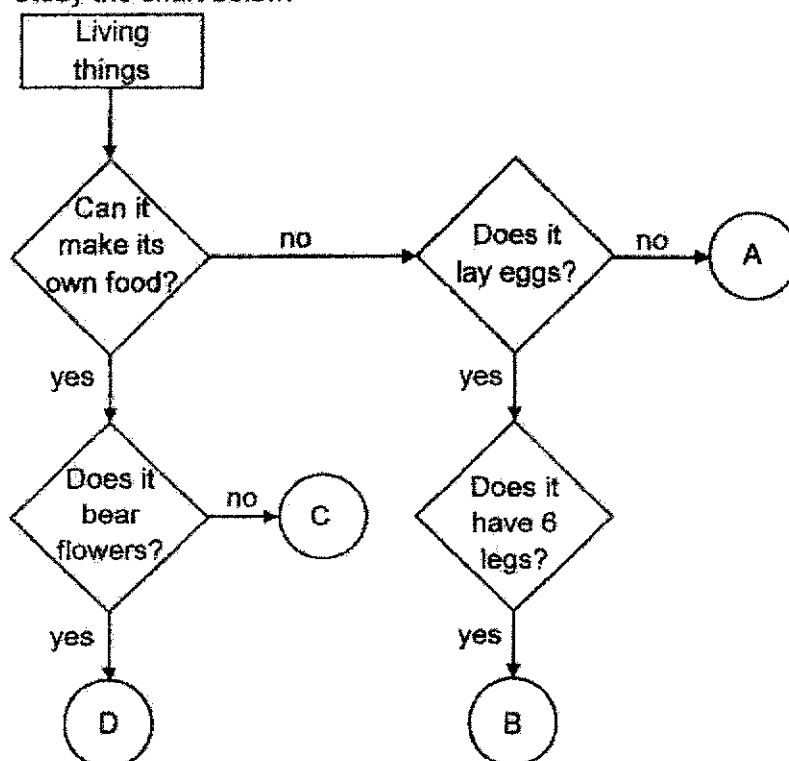 Living
things
Can it
make its
own food?
no
Does it
lay eggs?
no
A
yes
yes
Does it
bear
flowers?
no
C
Does it
have 6
legs?
yes
yes
D
B